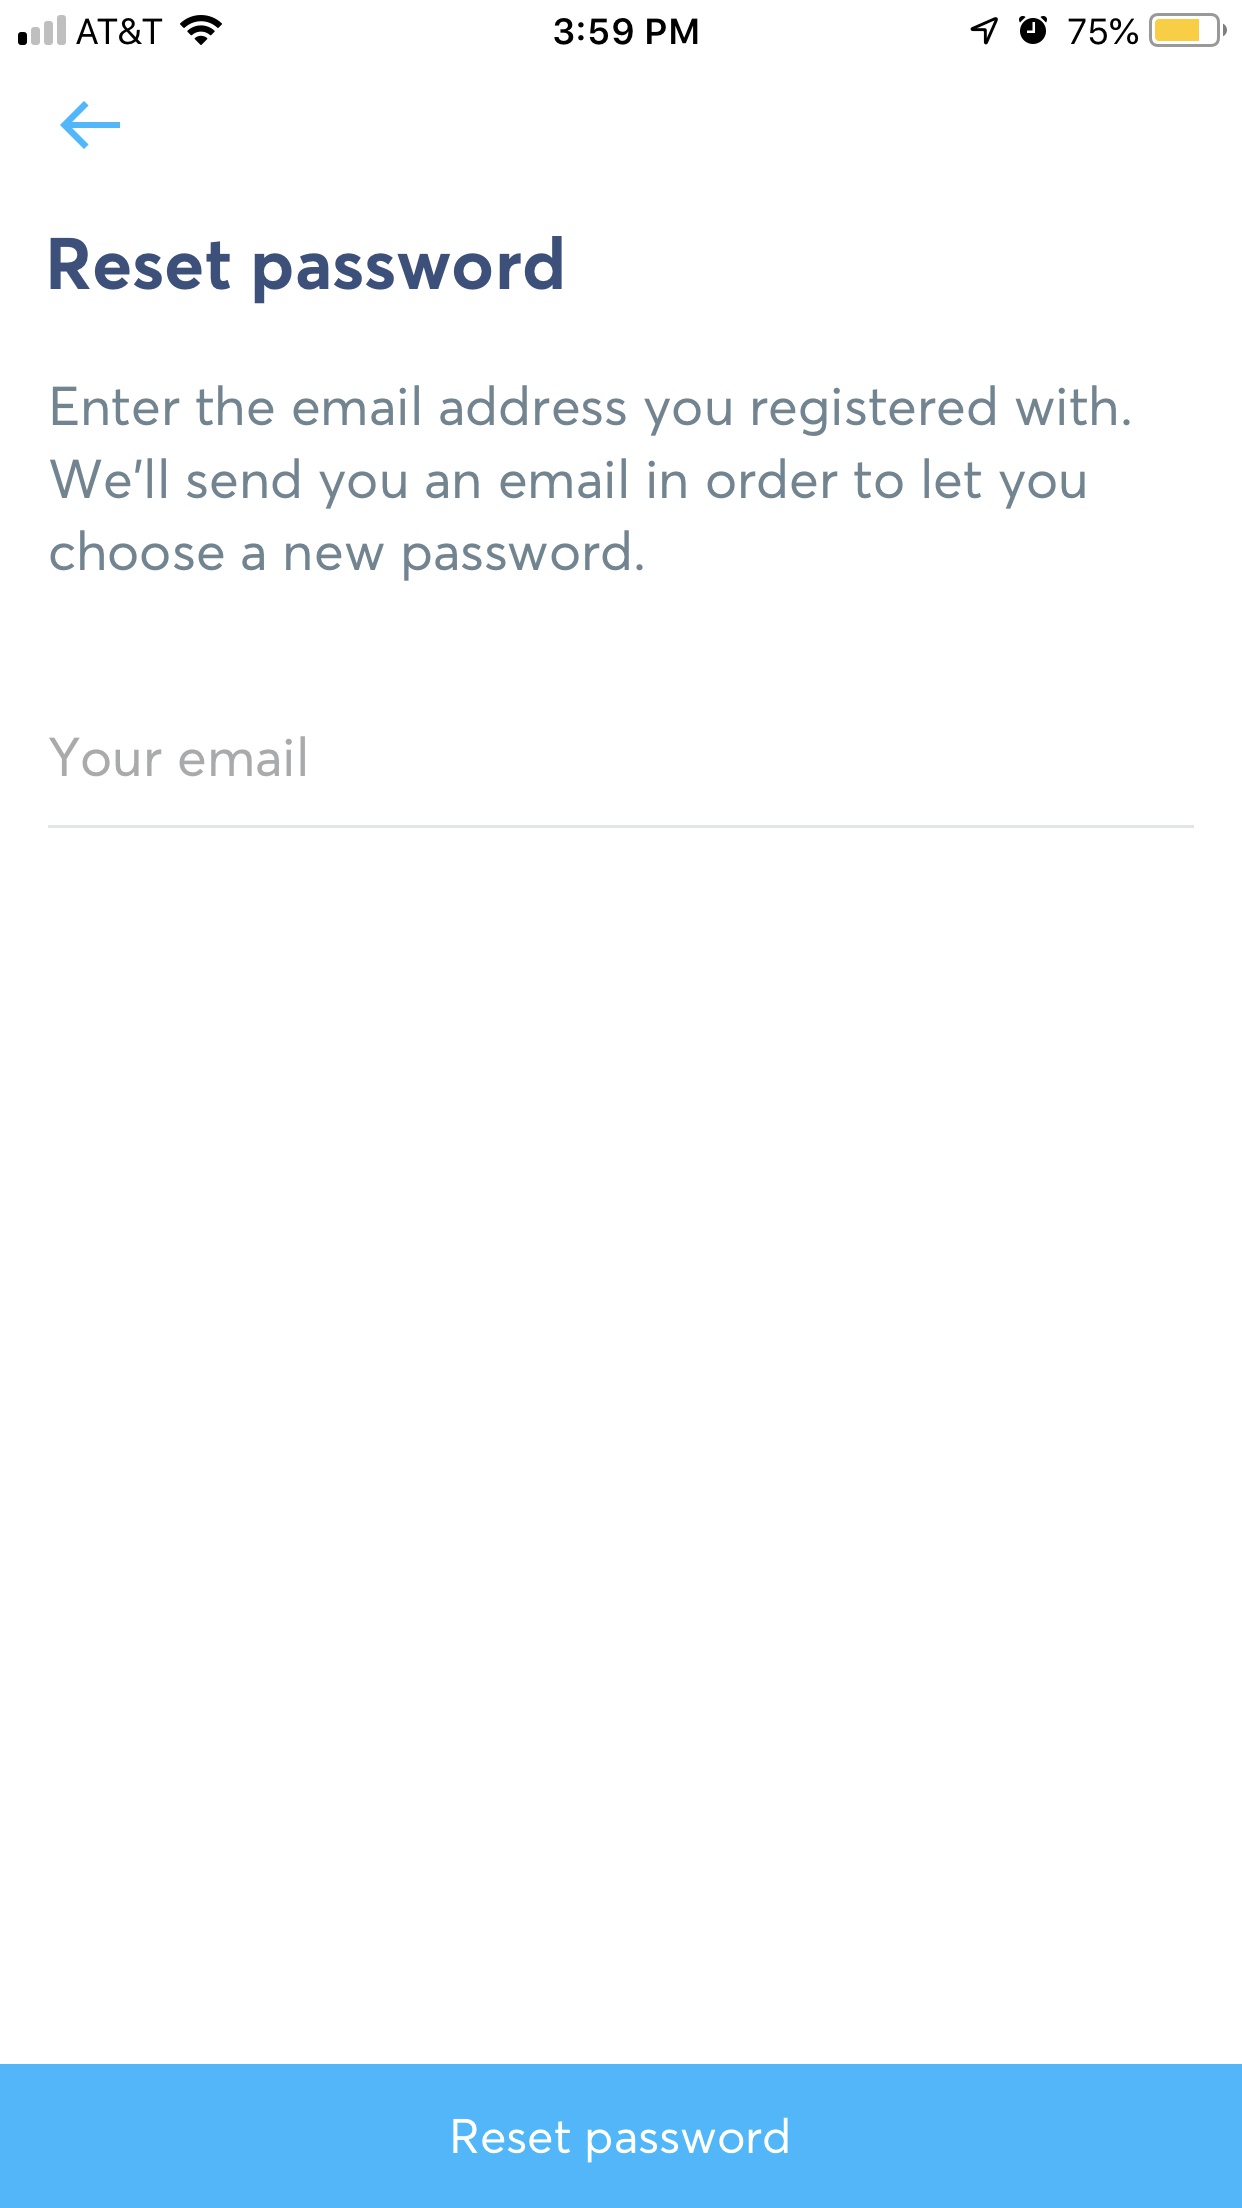 AT&T 3:59 PM 75%
Reset password
Enter the email address you registered with.
We'll send you an email in order to let you
choose a new password.
Your email
Reset password